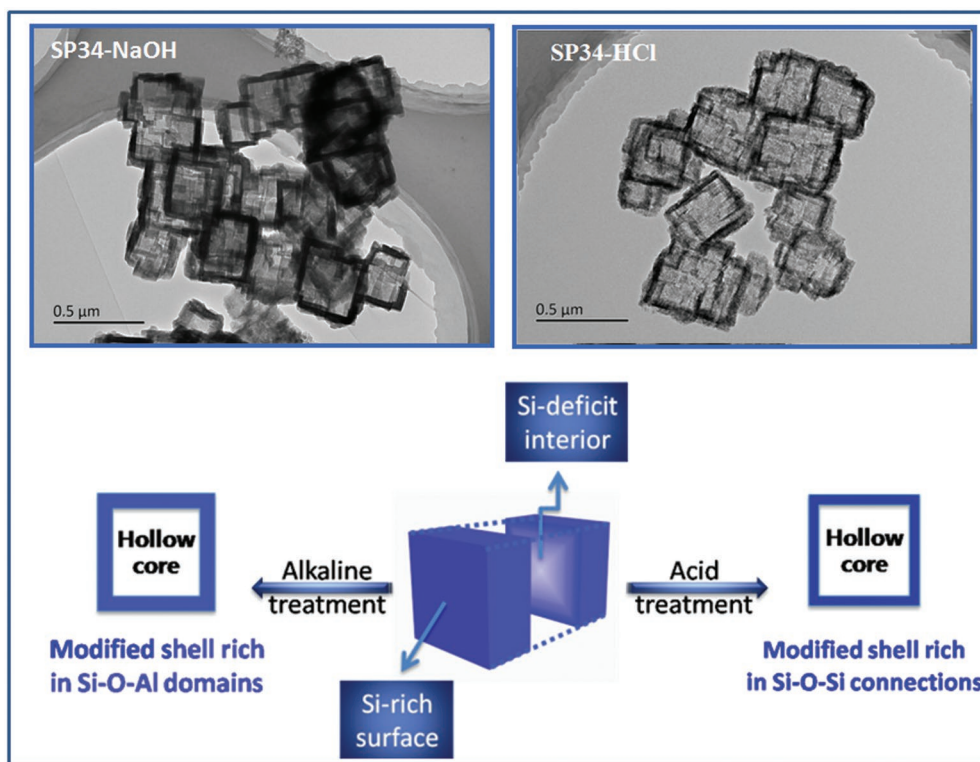 SP34-NaOH
SP34-HCl
0.5 µm
0.5 µm
Si-deficit
interior
Hollow
core
Alkaline
treatment
Acid
treatment
Hollow
core
Modified shell rich
in Si-O-Al domains
Modified shell rich
in Si-O-Si connections
Si-rich
surface